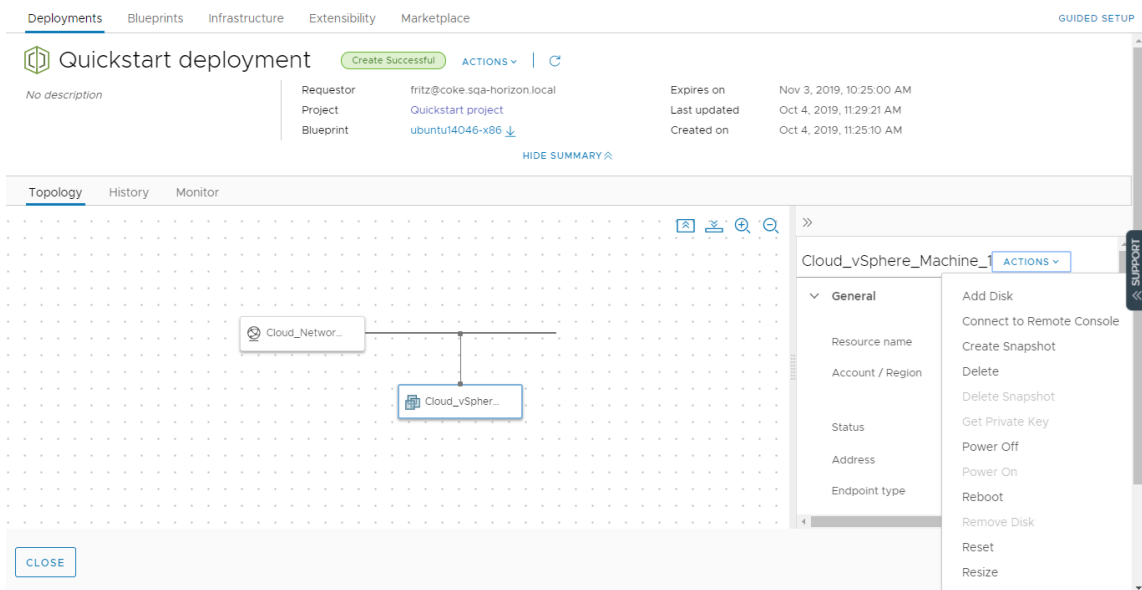 Deployments Blueprints Infrastructure Extensibility Marketplace GUIDED SETUP
Quickstart deployment Create Successful ACTIONS
No description
Requestor fritz@coke.sqa-horizon.local Expires on Nov 3, 2019, 10:25:00 AM
Project Quickstart project Last updated Oct 4, 2019, 11:29:21 AM
Blueprint ubuntu14046-x86 Created on Oct 4, 2019, 11:25:10 AM
HIDE SUMMARY
Topology History Monitor
Cloud_Networ...
Cloud_vSpher...
Cloud_vSphere_Machine_1 ACTIONS
General
Resource name
Account / Region
Status
Address
Endpoint type
Add Disk
Connect to Remote Console
Create Snapshot
Delete
Delete Snapshot
Get Private Key
Power Off
Power On
Reboot
Remove Disk
Reset
Resize
SUPPORT
CLOSE